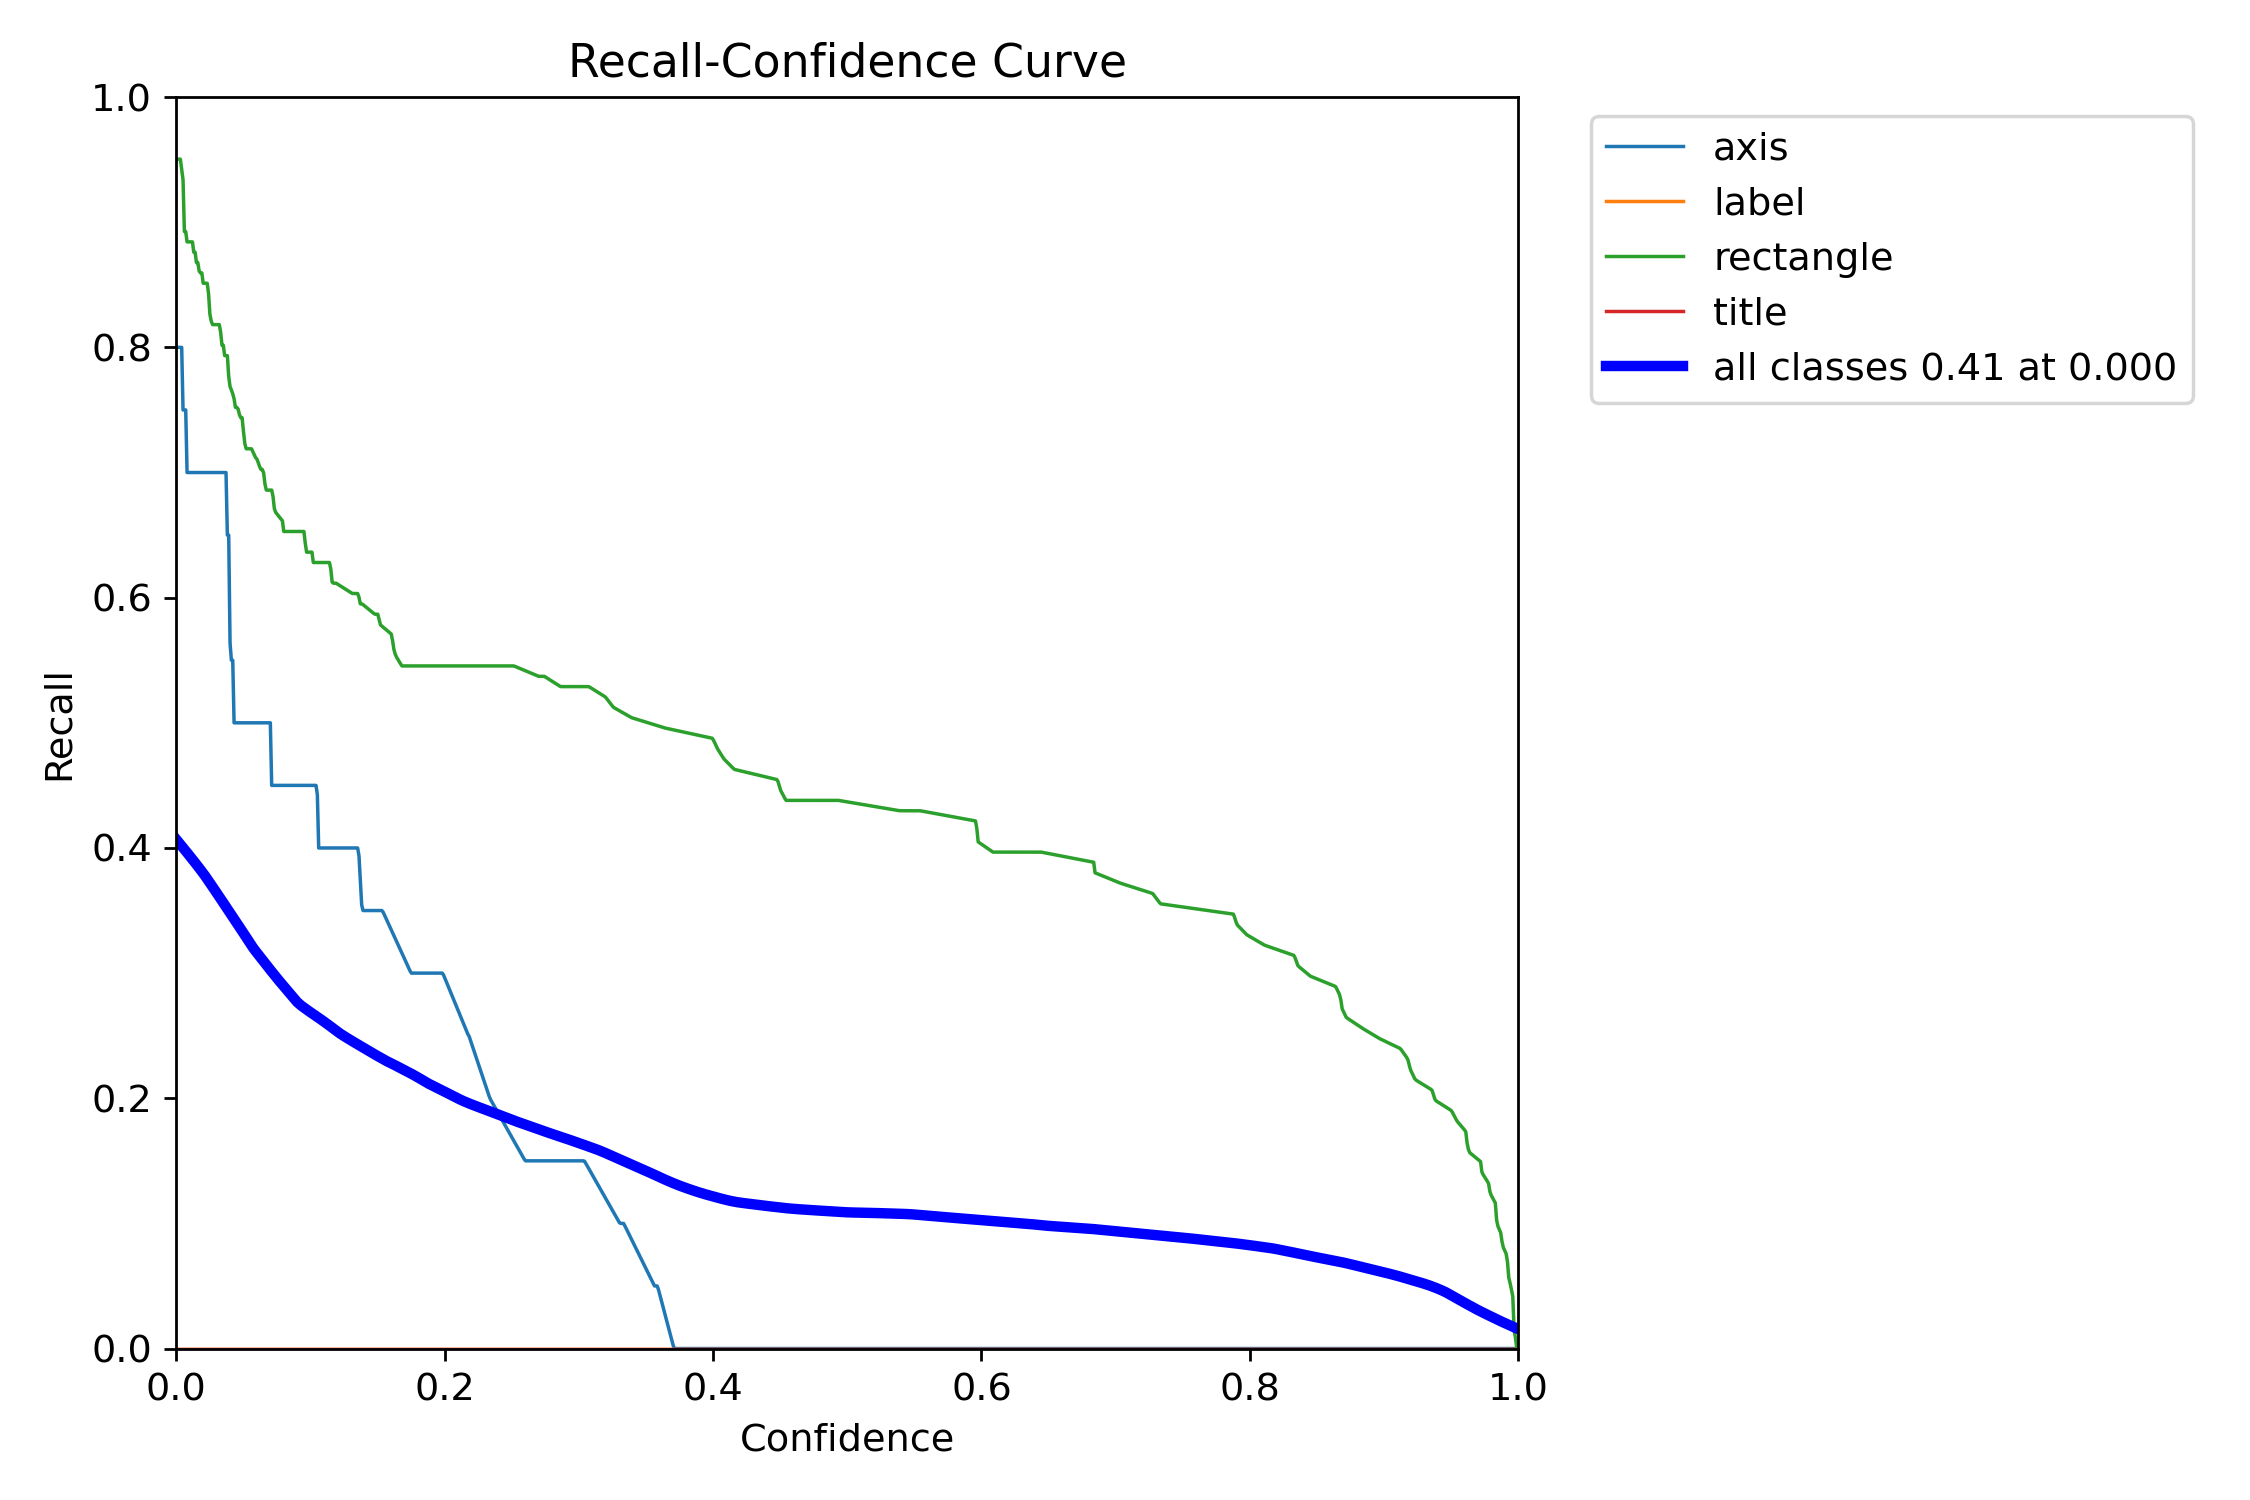 Recall-Confidence Curve
1.0
0.8
0.6
0.4
0.2
0.0
Recall
0.0 0.2 0.4 0.6 0.8 1.0
Confidence
axis
label
rectangle
title
all classes 0.41 at 0.000